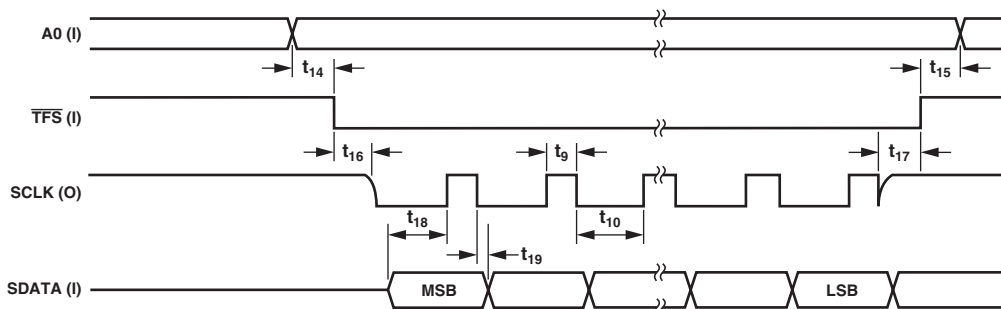 A0 (I)
t14 t15
TFS (I)
t16 t9 t17
SCLK (O)
t18 t10
t19
SDATA (I) MSB LSB